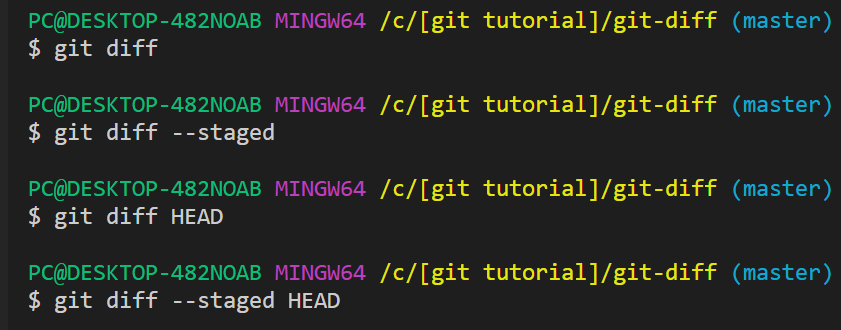 PC@DESKTOP-482NOAB MINGW64 /c/[git tutorial]/git-diff (master)
$ git diff
PC@DESKTOP-482NOAB MINGW64 /c/[git tutorial]/git-diff (master)
$ git diff --staged
PC@DESKTOP-482NOAB MINGW64 /c/[git tutorial]/git-diff (master)
$ git diff HEAD
PC@DESKTOP-482NOAB MINGW64 /c/[git tutorial]/git-diff (master)
$ git diff --staged HEAD